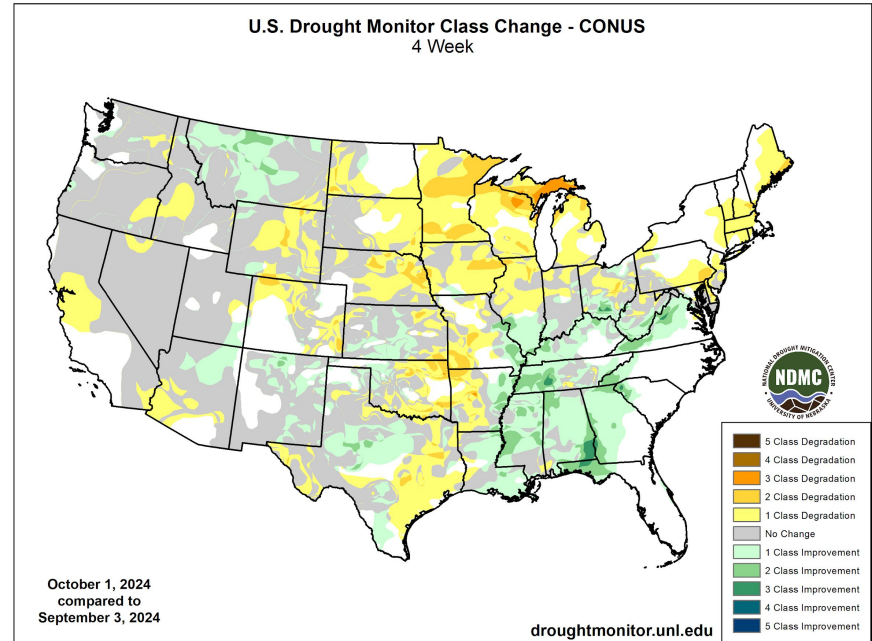 U.S. Drought Monitor Class Change - CONUS
4 Week
NATIONAL DROUGHT MITIGATION CENTER
NDMC
UNIVERSITY OF NEBRASKA
5 Class Degradation
4 Class Degradation
3 Class Degradation
2 Class Degradation
1 Class Degradation
No Change
1 Class Improvement
2 Class Improvement
3 Class Improvement
4 Class Improvement
5 Class Improvement
October 1, 2024
compared to
September 3, 2024
droughtmonitor.unl.edu